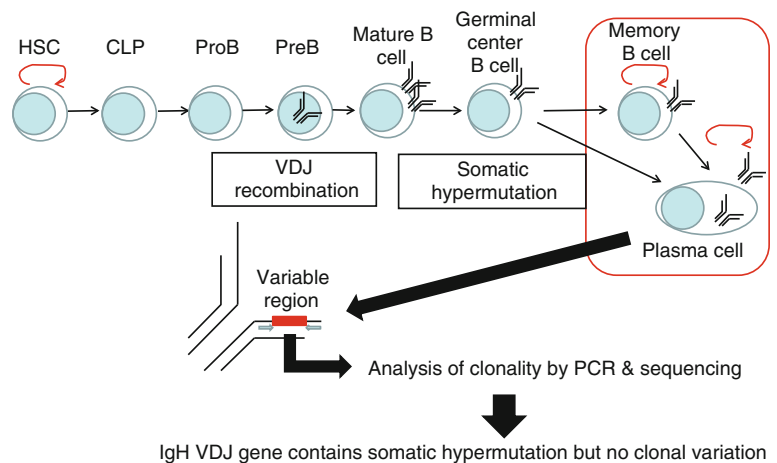 HSC
CLP
ProB
PreB
Mature B
cell
Germinal
center
B cell
Memory
B cell
VDJ
recombination
Somatic
hypermutation
Plasma cell
Variable
region
Analysis of clonality by PCR & sequencing
IgH VDJ gene contains somatic hypermutation but no clonal variation